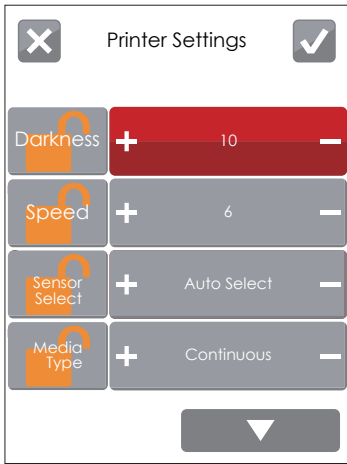 Printer Settings
Darkness + 10 -
Speed + 6 -
Sensor
Select + Auto Select -
Media
Type + Continuous -